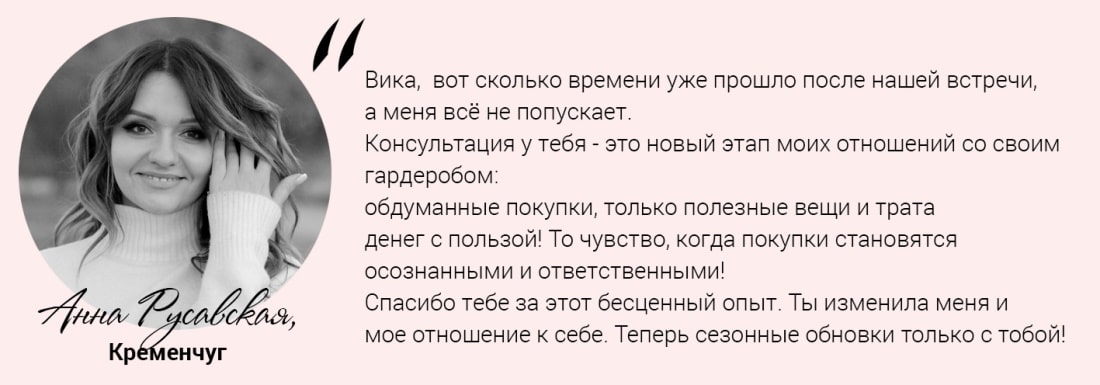 Вика,  вот сколько времени уже прошло после нашей встречи,
а меня всё не попускает.
Консультация у тебя - это новый этап моих отношений со своим
гардеробом:
обдуманные покупки, только полезные вещи и трата
денег с пользой! То чувство, когда покупки становятся
осознанными и ответственными!
Спасибо тебе за этот бесценный опыт. Ты изменила меня и
мое отношение к себе. Теперь сезонные обновки только с тобой!
Анна Русавская,
Кременчуг